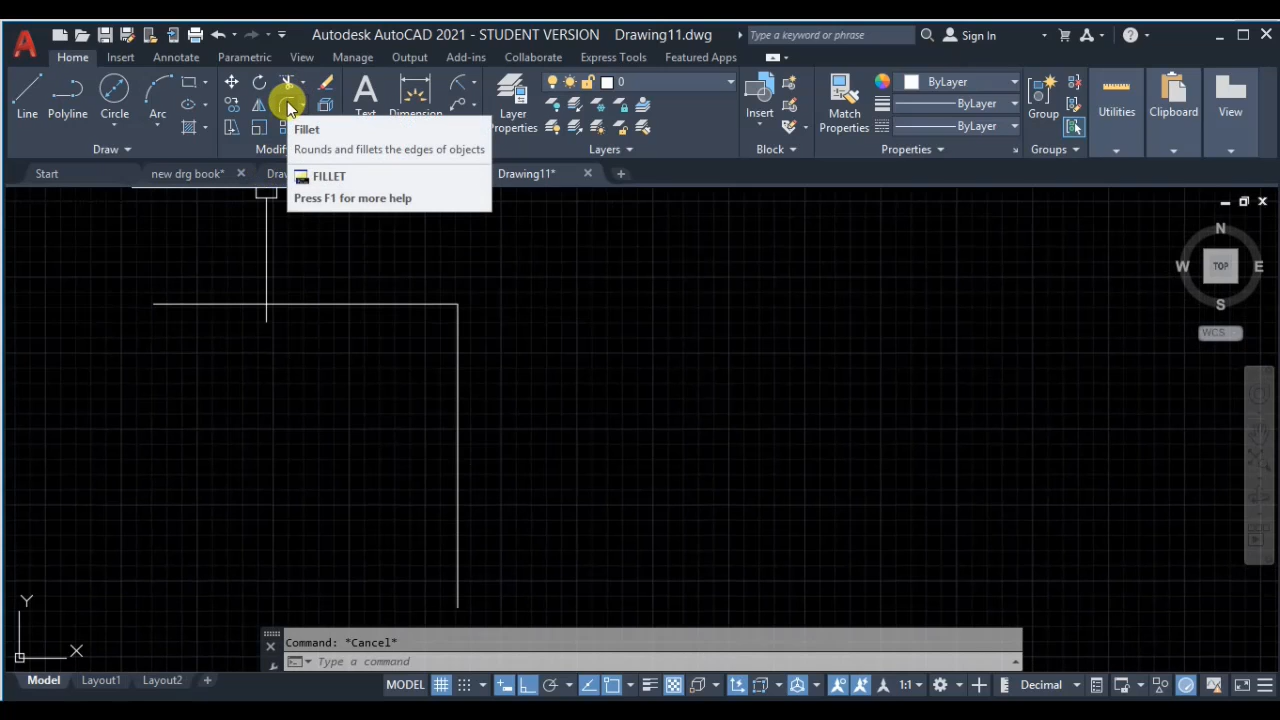 Autodesk AutoCAD 2021 - STUDENT VERSION Drawing11.dwg Type a keyword or phrase Sign In
Home Insert Annotate Parametric View Manage Output Add-ins Collaborate Express Tools Featured Apps
Line Polyline Circle Arc Text Dimension Layer Properties 0 Insert Match Properties ByLayer Group Utilities Clipboard View
ByLayer
ByLayer
Draw Layers Block Properties Groups
Fillet
Rounds and fillets the edges of objects
FILLET
Press F1 for more help
Start new drg book* Drawing11*
N
W TOP E
S
WCS
Y
X
Command: *Cancel*
Type a command
Model Layout1 Layout2 MODEL 1:1 Decimal